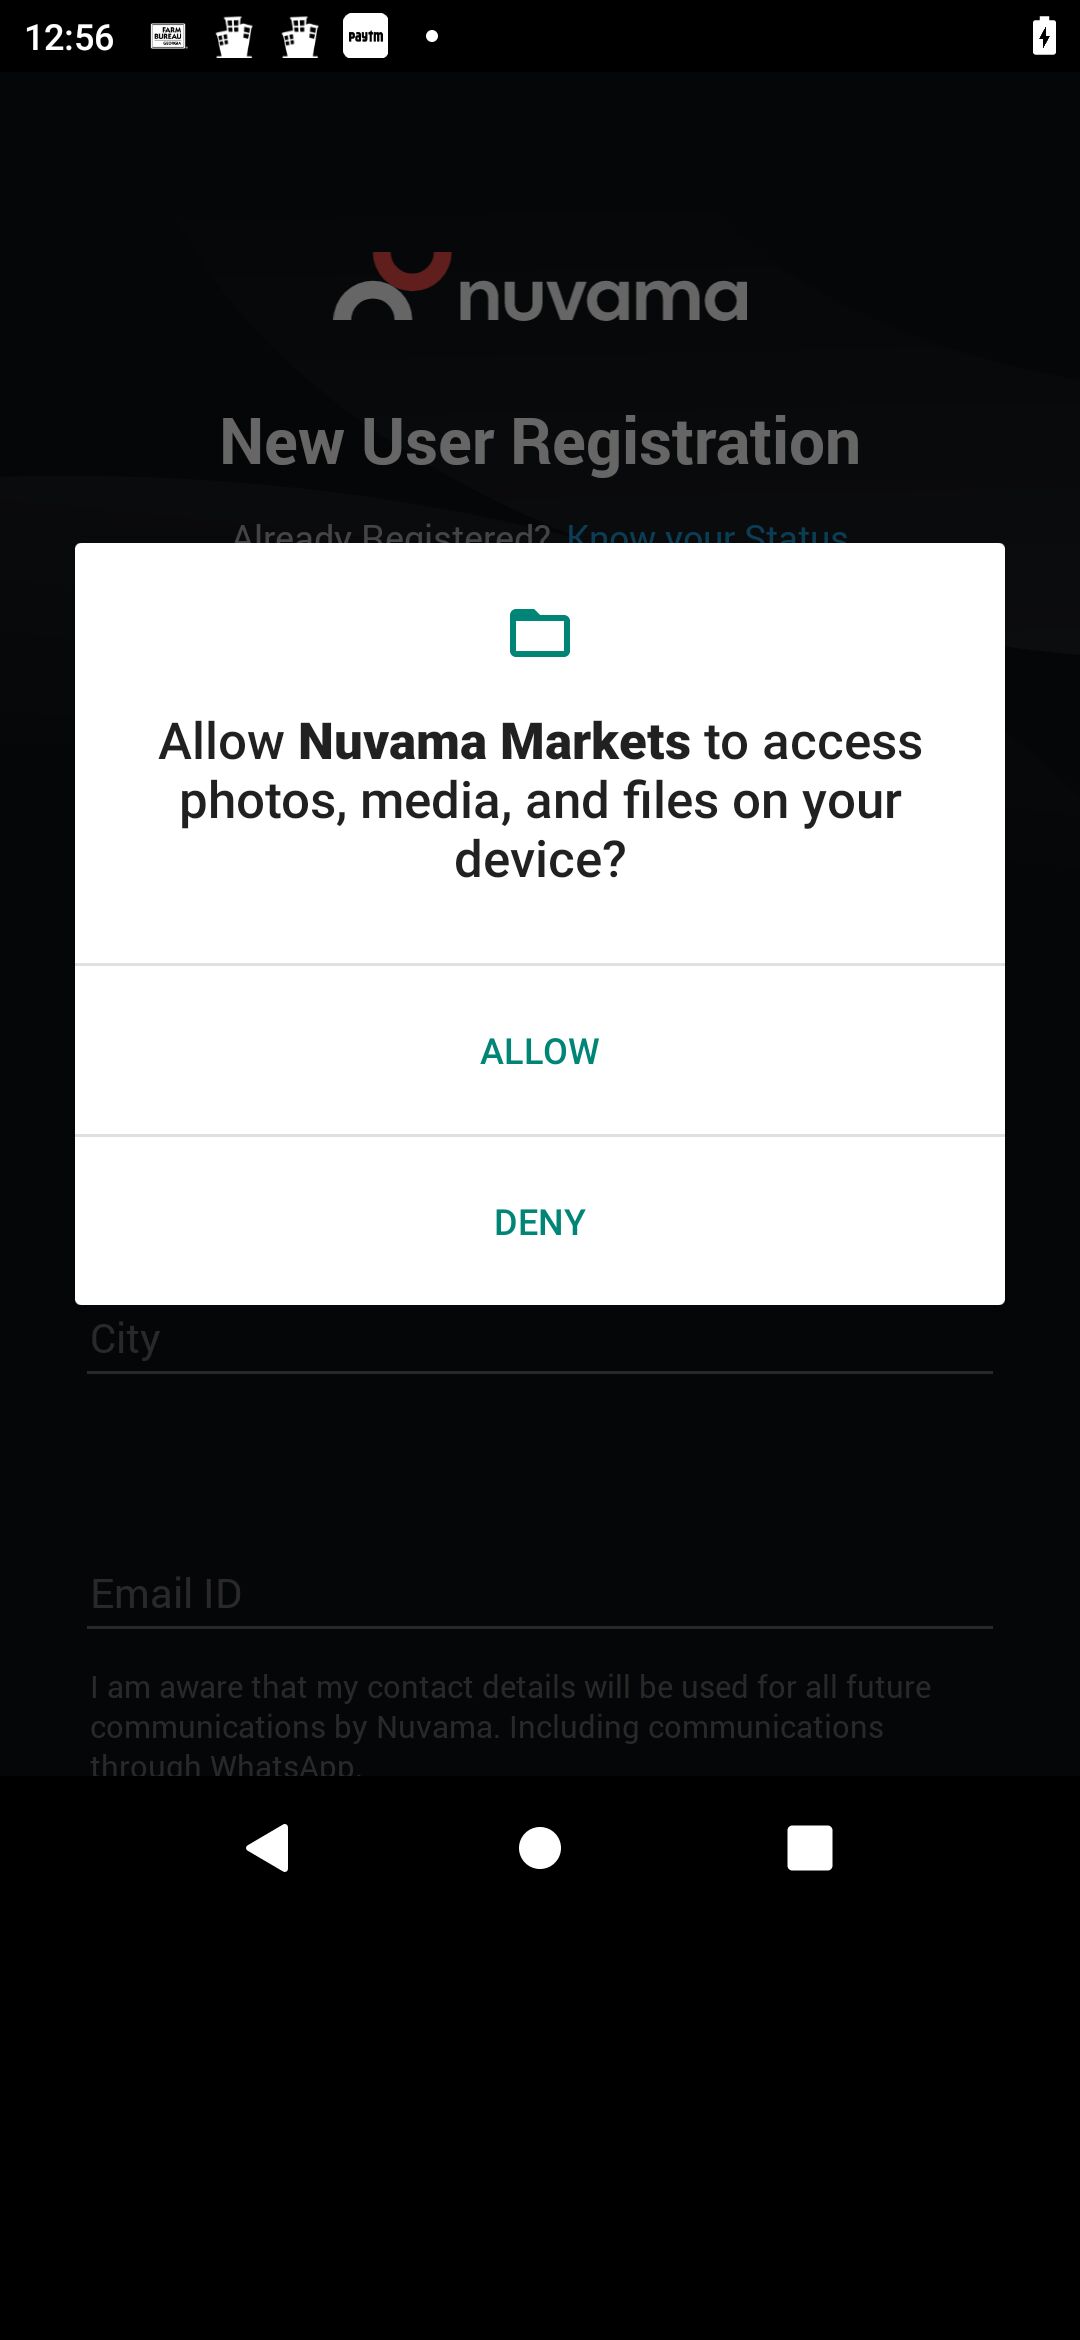 12:56
FARM
BUREAU
GEORGIA
paytm
nuvama
New User Registration
Already Registered? Know your Status
Allow Nuvama Markets to access
photos, media, and files on your
device?
ALLOW
DENY
City
Email ID
I am aware that my contact details will be used for all future
communications by Nuvama. Including communications
through WhatsApp.